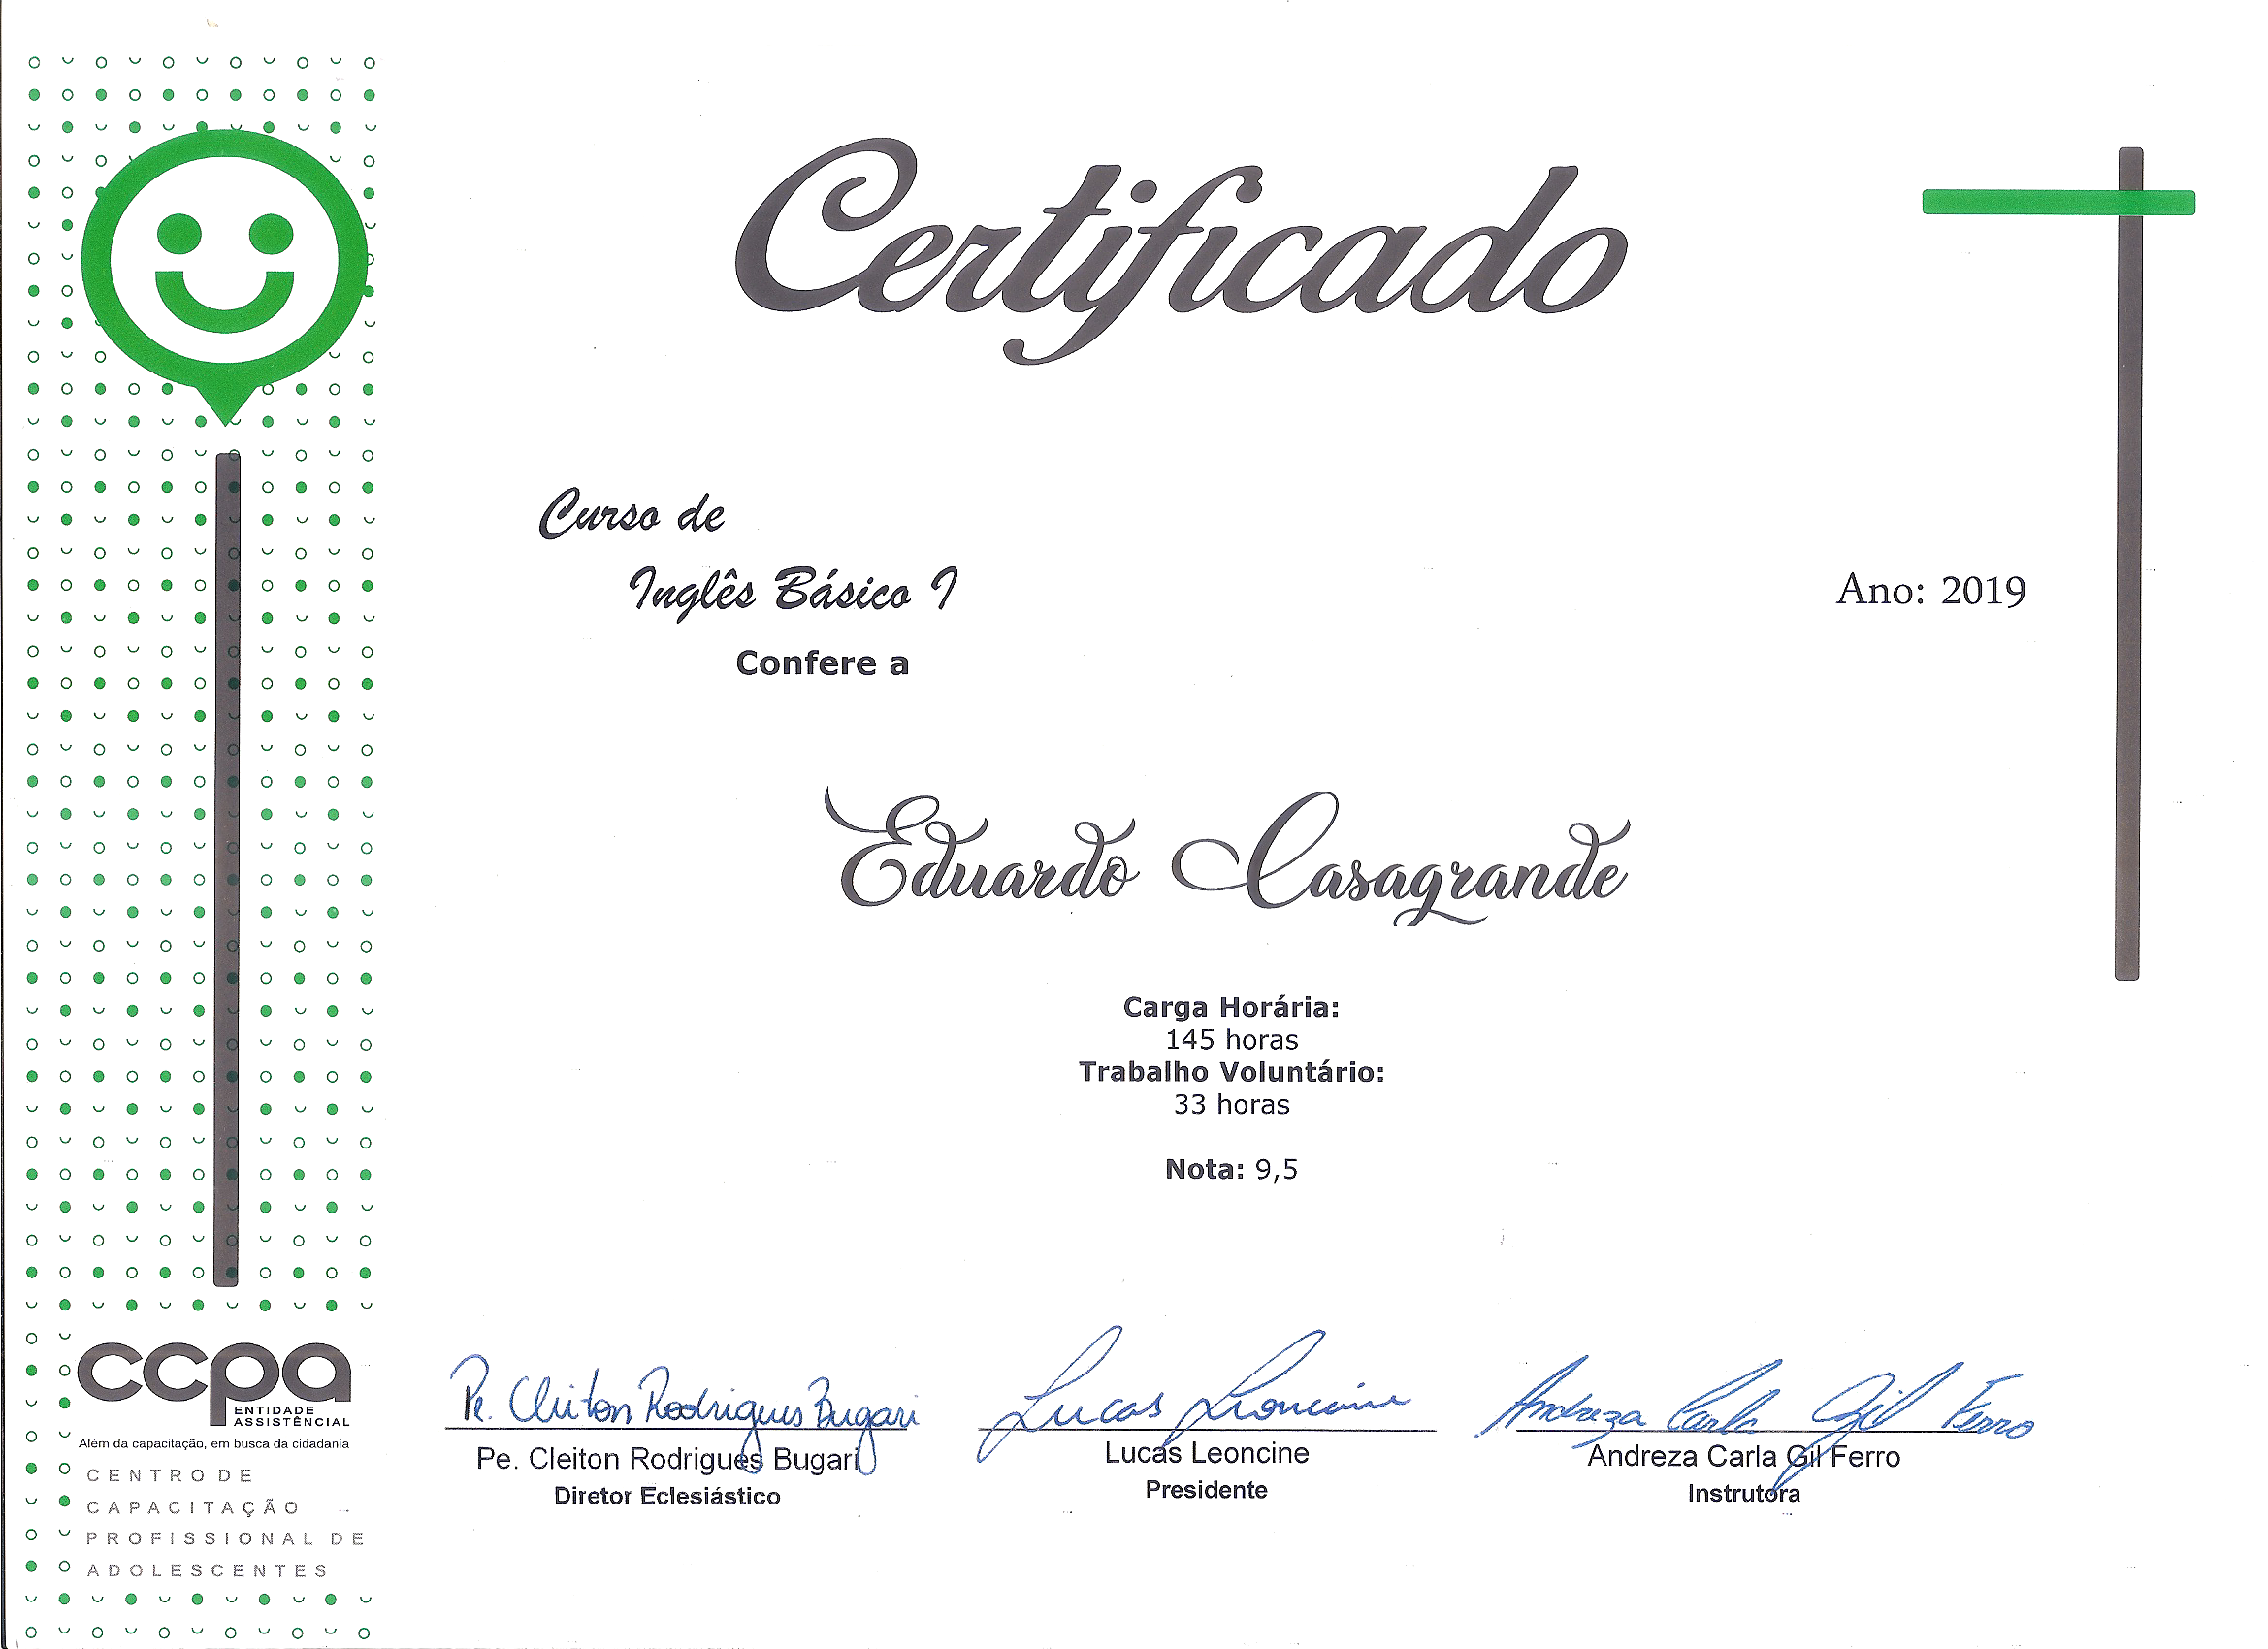 Certificado
Curso de
Inglês Básico I
Ano: 2019
Confere a
Eduardo Casagrande
Carga Horária:
145 horas
Trabalho Voluntário:
33 horas
Nota: 9,5
Pe. Cleiton Rodrigues Bugari
Pe. Cleiton Rodrigues Bugari
Diretor Eclesiástico
Lucas Leoncine
Lucas Leoncine
Presidente
Andreza Carla Gil Ferro
Andreza Carla Gil Ferro
Instrutora
ccpa
ENTIDADE
ASSISTÊNCIAL
Além da capacitação, em busca da cidadania
CENTRO DE
CAPACITAÇÃO
PROFISSIONAL DE
ADOLESCENTES